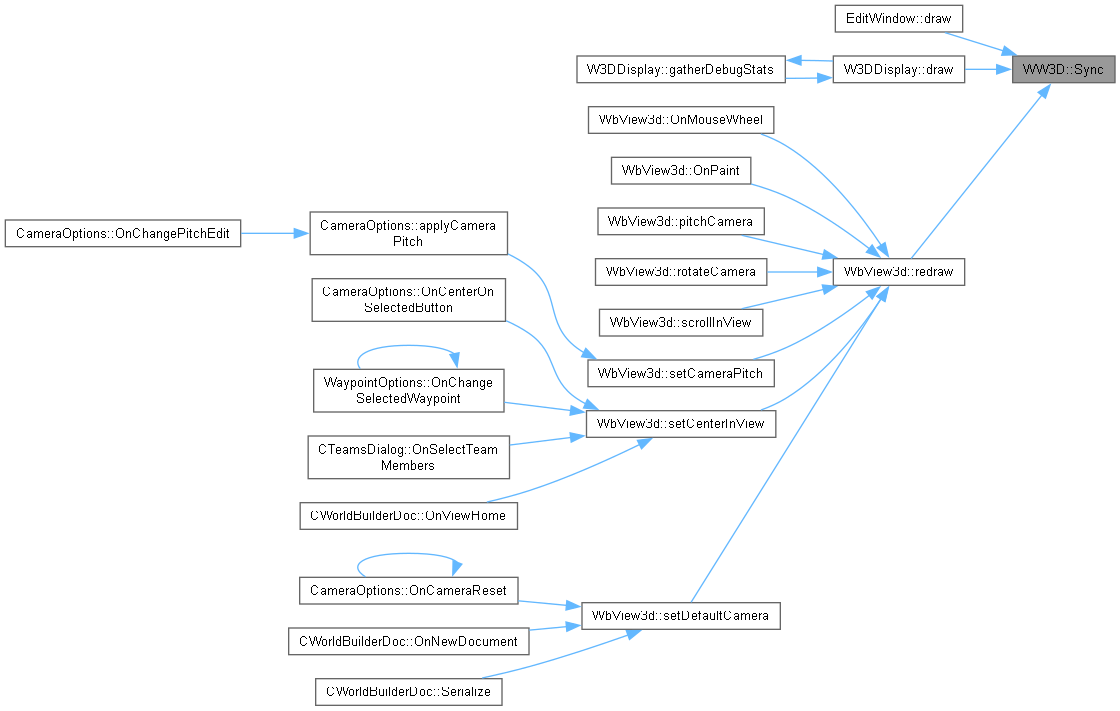 EditWindow::draw
WW3D::Sync
W3DDisplay::gatherDebugStats
W3DDisplay::draw
WbView3d::OnMouseWheel
WbView3d::OnPaint
WbView3d::pitchCamera
CameraOptions::OnChangePitchEdit
CameraOptions::applyCamera
Pitch
WbView3d::rotateCamera
WbView3d::redraw
CameraOptions::OnCenterOn
SelectedButton
WbView3d::scrollInView
WbView3d::setCameraPitch
WaypointOptions::OnChange
SelectedWaypoint
WbView3d::setCenterInView
CTeamsDialog::OnSelectTeam
Members
CWorldBuilderDoc::OnViewHome
CameraOptions::OnCameraReset
WbView3d::setDefaultCamera
CWorldBuilderDoc::OnNewDocument
CWorldBuilderDoc::Serialize